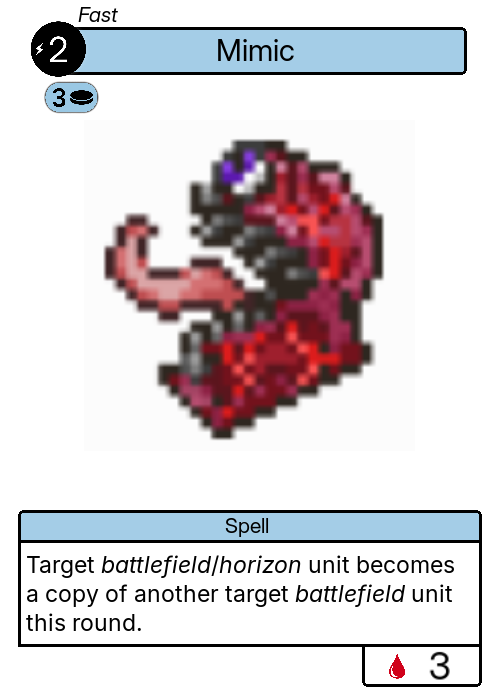 Fast
2
Mimic
3
Spell
Target battlefield/horizon unit becomes
a copy of another target battlefield unit
this round.
3